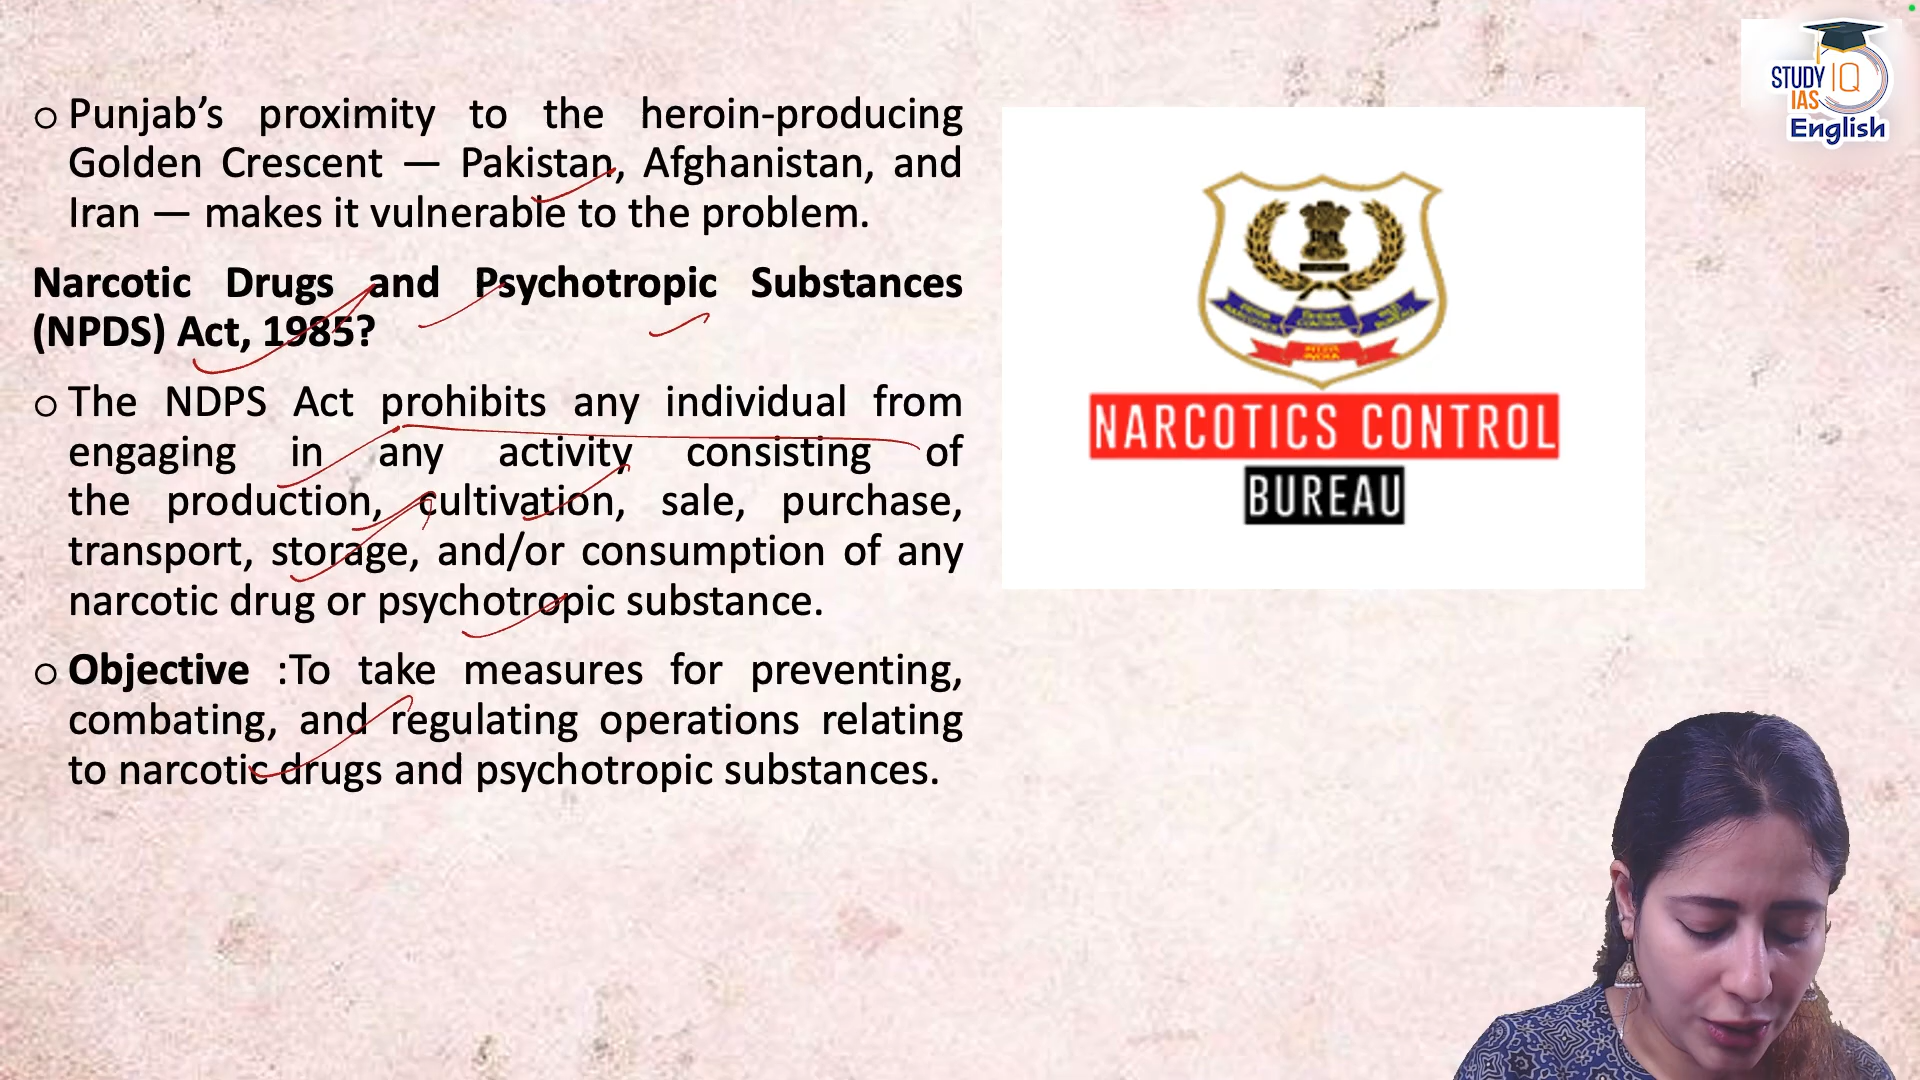 ○ Punjab’s proximity to the heroin-producing
Golden Crescent — Pakistan, Afghanistan, and
Iran — makes it vulnerable to the problem.
Narcotic Drugs and Psychotropic Substances
(NPDS) Act, 1985?
○ The NDPS Act prohibits any individual from
engaging in any activity consisting of
the production, cultivation, sale, purchase,
transport, storage, and/or consumption of any
narcotic drug or psychotropic substance.
○ Objective :To take measures for preventing,
combating, and regulating operations relating
to narcotic drugs and psychotropic substances.
NARCOTICS CONTROL BUREAU
NARCOTICS CONTROL
BUREAU
STUDY IQ
IAS
English